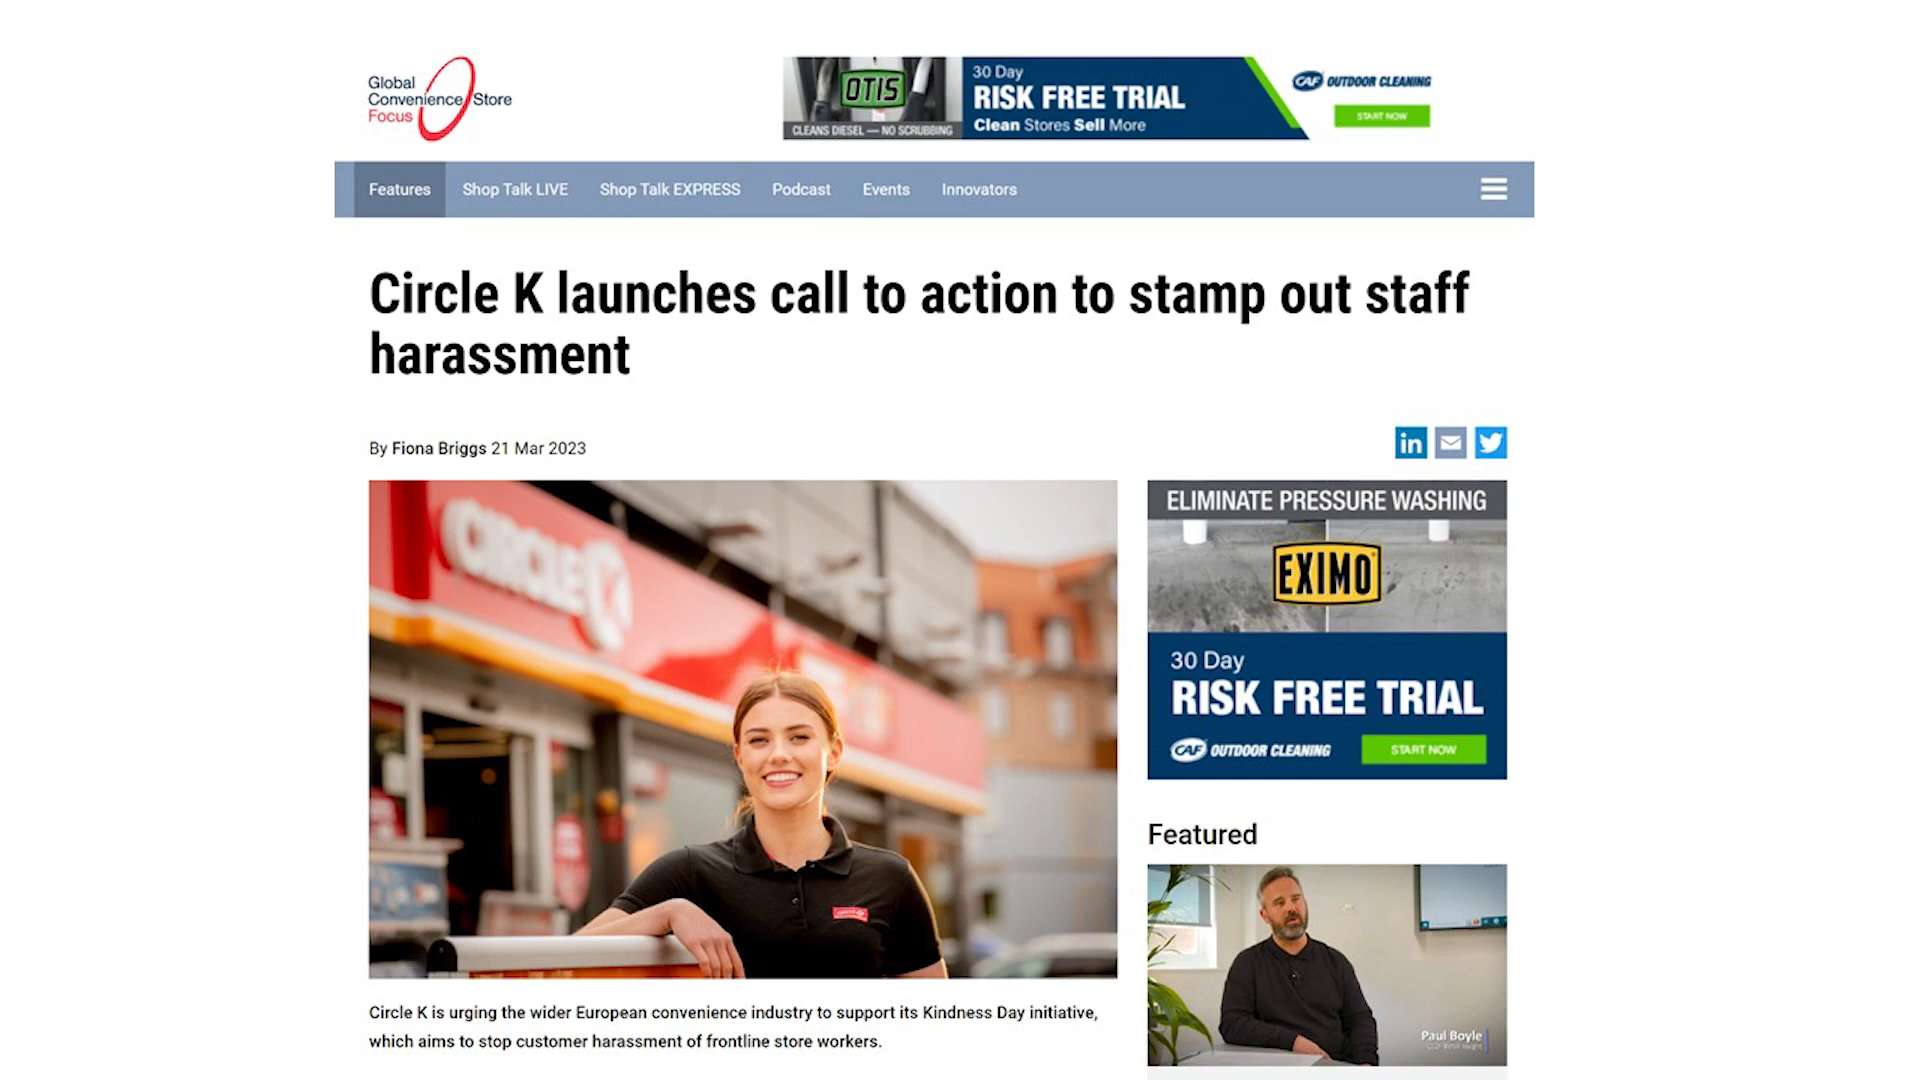 Global
Convenience Store
Focus
OTIS
CLEANS DIESEL — NO SCRUBBING
30 Day
RISK FREE TRIAL
Clean Stores Sell More
CAF OUTDOOR CLEANING
START NOW
Features
Shop Talk LIVE
Shop Talk EXPRESS
Podcast
Events
Innovators
Circle K launches call to action to stamp out staff
harassment
By Fiona Briggs 21 Mar 2023
in
CIRCLE K
ELIMINATE PRESSURE WASHING
EXIMO
30 Day
RISK FREE TRIAL
CAF OUTDOOR CLEANING
START NOW
Featured
Paul Boyle
Circle K is urging the wider European convenience industry to support its Kindness Day initiative,
which aims to stop customer harassment of frontline store workers.